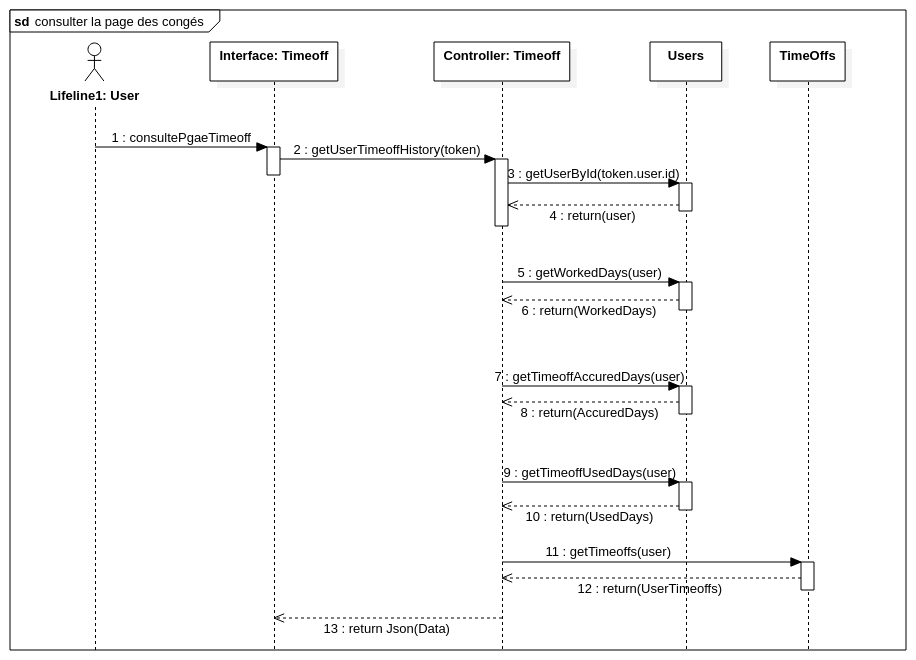 sd consulter la page des congés
Interface: Timeoff
Controller: Timeoff
Users
TimeOffs
Lifeline1: User
1 : consultePgaeTimeoff
2 : getUserTimeoffHistory(token)
3 : getUserById(token.user.id)
4 : return(user)
5 : getWorkedDays(user)
6 : return(WorkedDays)
7 : getTimeoffAccuredDays(user)
8 : return(AccuredDays)
9 : getTimeoffUsedDays(user)
10 : return(UsedDays)
11 : getTimeoffs(user)
12 : return(UserTimeoffs)
13 : return Json(Data)